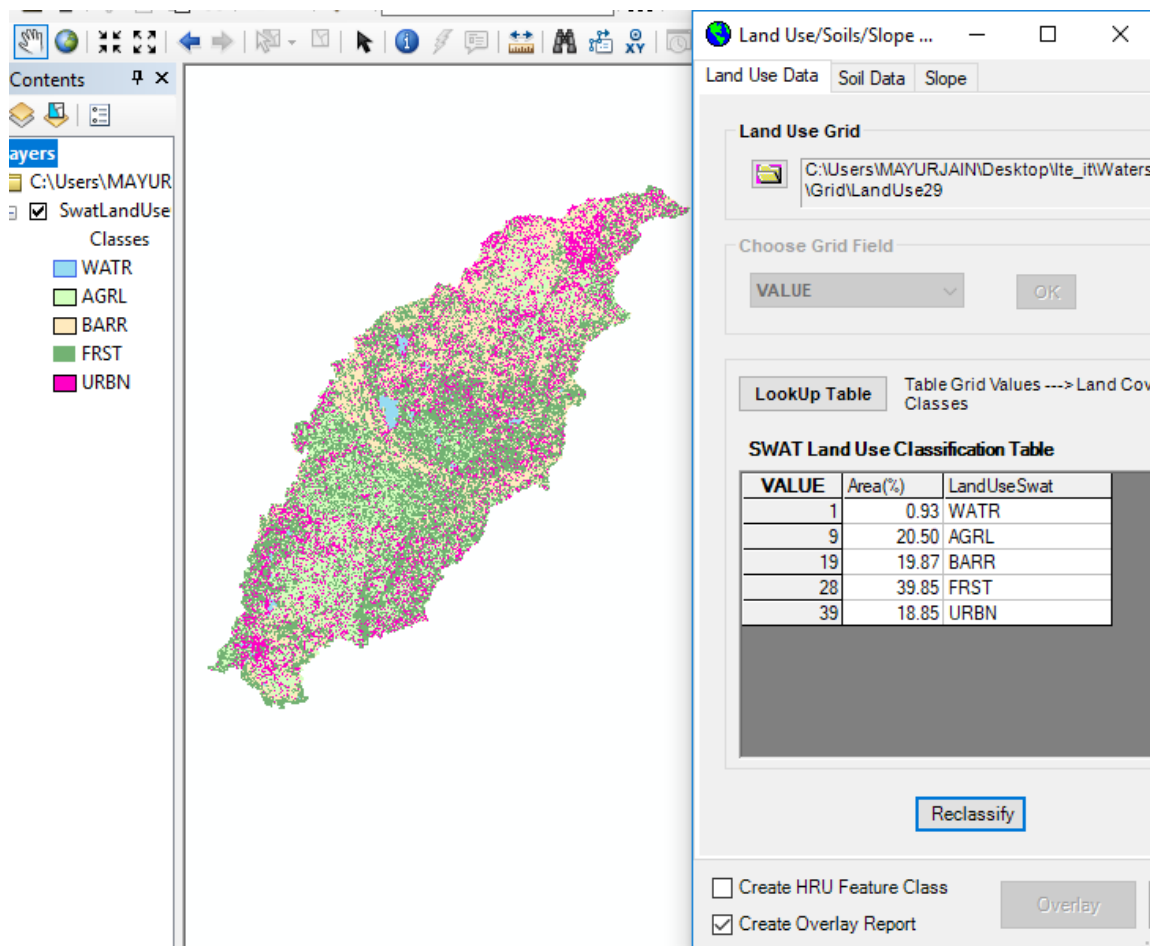 Land Use/Soils/Slope ...
XY
Contents
Land Use Data
Soil Data
Slope
ayers
C:\Users\MAYUR
SwatLandUse
Classes
WATR
AGRL
BARR
FRST
URBN
Land Use Grid
C:\Users\MAYURJAIN\Desktop\Ite_it\Waters
\Grid\LandUse29
Choose Grid Field
VALUE
OK
LookUp Table
Table Grid Values --->Land Cov
Classes
SWAT Land Use Classification Table
VALUE Area(%) LandUseSwat
1 0.93 WATR
9 20.50 AGRL
19 19.87 BARR
28 39.85 FRST
39 18.85 URBN
Reclassify
Create HRU Feature Class
Create Overlay Report
Overlay